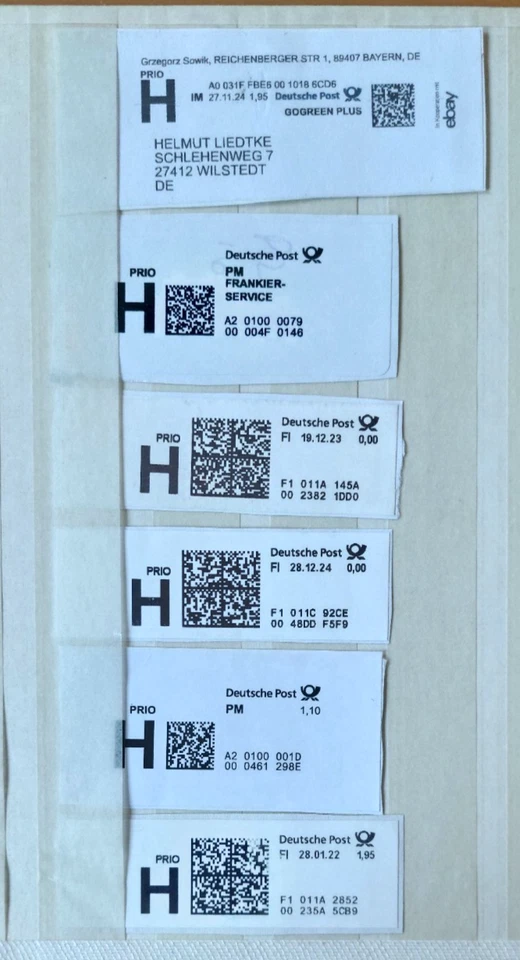 Grzegorz Sowik, REICHENBERGER STR 1, 89407 BAYERN, DE
PRIO
H
A0 031F FBE6 00 1018 6CD6
IM 27.11.24 1,95 Deutsche Post
GOGREEN PLUS
ebay
HELMUT LIEDTKE
SCHLEHENWEG 7
27412 WILSTEDT
DE
Deutsche Post
PRIO
H
PM
FRANKIER-
SERVICE
A2 0100 0079
00 004F 0146
Deutsche Post
PRIO
H
FI 19.12.23 0,00
F1 011A 145A
00 2382 1DD0
Deutsche Post
PRIO
H
FI 28.12.24 0,00
F1 011C 92CE
00 48DD F5F9
Deutsche Post
PRIO
H
PM 1,10
A2 0100 001D
00 0461 298E
Deutsche Post
PRIO
H
FI 28.01.22 1,95
F1 011A 2852
00 235A 5CB9